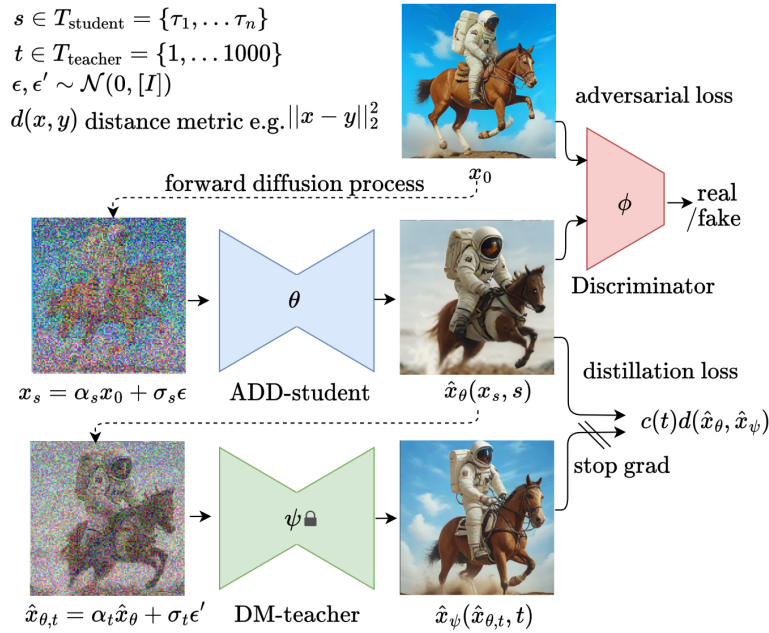 s ∈ T_student = {τ_1, … τ_n}
t ∈ T_teacher = {1, … 1000}
ϵ, ϵ′ ∼ 𝒩(0, [I])
d(x, y) distance metric e.g. ||x − y||_2^2
adversarial loss
x_0
forward diffusion process
ϕ
real
/fake
Discriminator
θ
x_s = α_s x_0 + σ_s ϵ
ADD-student
x̂_θ(x_s, s)
distillation loss
c(t)d(x̂_θ, x̂_ψ)
stop grad
ψ
x̂_θ,t = α_t x̂_θ + σ_t ϵ′
DM-teacher
x̂_ψ(x̂_θ,t, t)